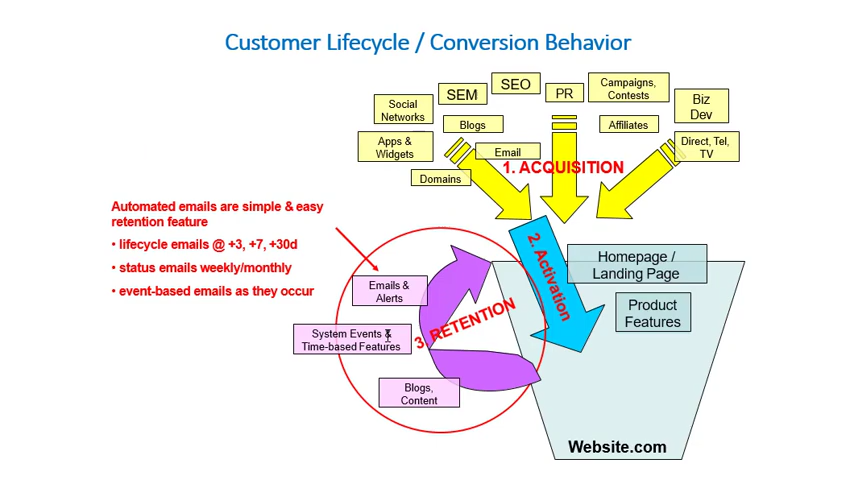 Customer Lifecycle / Conversion Behavior
Social
Networks
SEM
SEO
PR
Campaigns,
Contests
Biz
Dev
Blogs
Affiliates
Apps &
Widgets
Email
Direct, Tel,
TV
Domains
1. ACQUISITION
Automated emails are simple & easy
retention feature
• lifecycle emails @ +3, +7, +30d
• status emails weekly/monthly
• event-based emails as they occur
2. Activation
Homepage /
Landing Page
Product
Features
Emails &
Alerts
3. RETENTION
System Events &
Time-based Features
Blogs,
Content
Website.com